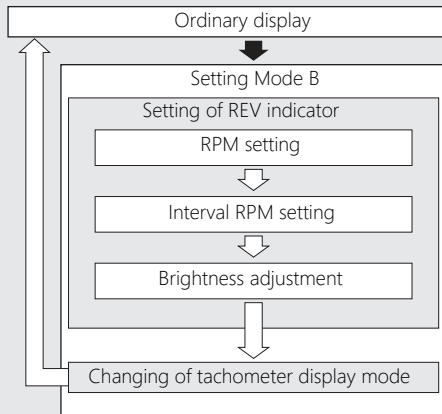 Ordinary display
Setting Mode B
Setting of REV indicator
RPM setting
Interval RPM setting
Brightness adjustment
Changing of tachometer display mode